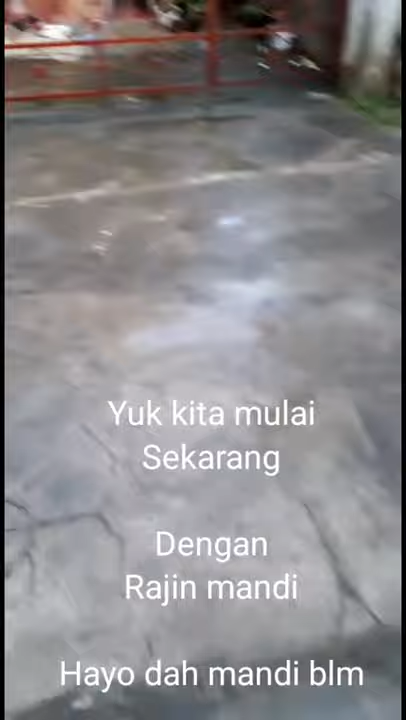 Yuk kita mulai
Sekarang
Dengan
Rajin mandi
Hayo dah mandi blm